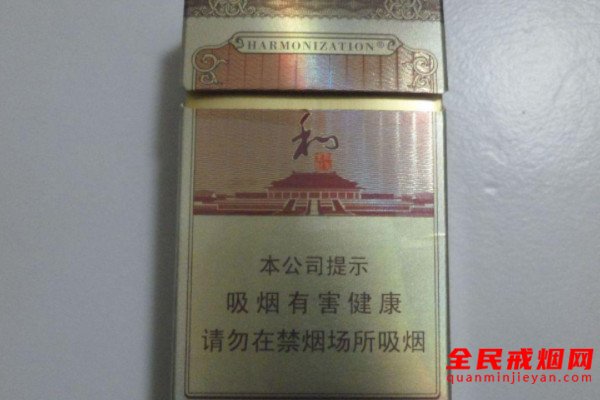 HARMONIZATION®
和
本公司提示
吸烟有害健康
请勿在禁烟场所吸烟
全民戒烟网
quanminjieyan.com